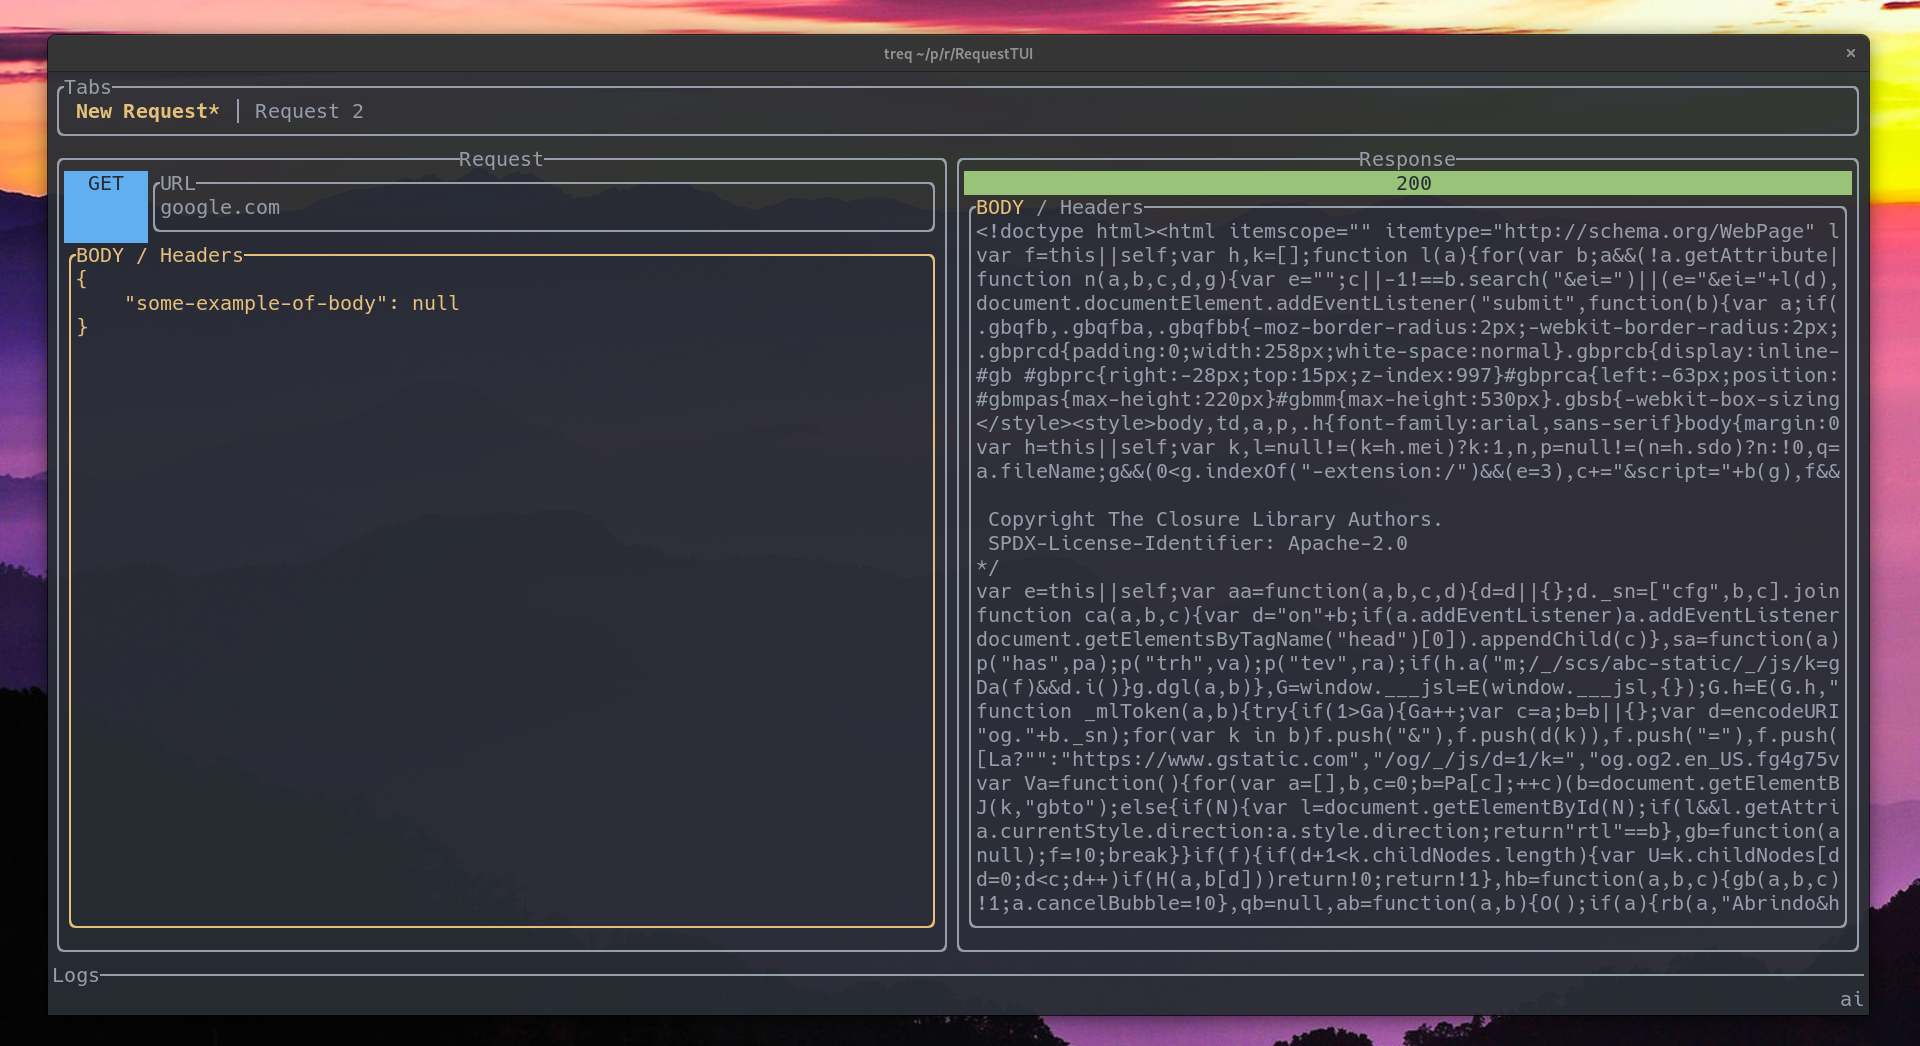 treq ~/p/r/RequestTUI
×
Tabs
New Request* │ Request 2
Request
GET
URL
google.com
BODY / Headers
{
    "some-example-of-body": null
}
Response
200
BODY / Headers
<!doctype html><html itemscope="" itemtype="http://schema.org/WebPage" l
var f=this||self;var h,k=[];function l(a){for(var b;a&&(!a.getAttribute|
function n(a,b,c,d,g){var e="";c||-1!==b.search("&ei=")||(e="&ei="+l(d),
document.documentElement.addEventListener("submit",function(b){var a;if(
.gbqfb,.gbqfba,.gbqfbb{-moz-border-radius:2px;-webkit-border-radius:2px;
.gbprcd{padding:0;width:258px;white-space:normal}.gbprcb{display:inline-
#gb #gbprc{right:-28px;top:15px;z-index:997}#gbprca{left:-63px;position:
#gbmpas{max-height:220px}#gbmm{max-height:530px}.gbsb{-webkit-box-sizing
</style><style>body,td,a,p,.h{font-family:arial,sans-serif}body{margin:0
var h=this||self;var k,l=null!=(k=h.mei)?k:1,n,p=null!=(n=h.sdo)?n:!0,q=
a.fileName;g&&(0<g.indexOf("-extension:/")&&(e=3),c+="&script="+b(g),f&&
 Copyright The Closure Library Authors.
 SPDX-License-Identifier: Apache-2.0
*/
var e=this||self;var aa=function(a,b,c,d){d=d||{};d._sn=["cfg",b,c].join
function ca(a,b,c){var d="on"+b;if(a.addEventListener)a.addEventListener
document.getElementsByTagName("head")[0]).appendChild(c)},sa=function(a)
p("has",pa);p("trh",va);p("tev",ra);if(h.a("m;/_/scs/abc-static/_/js/k=g
Da(f)&&d.i()}g.dgl(a,b)},G=window.___jsl=E(window.___jsl,{});G.h=E(G.h,"
function _mlToken(a,b){try{if(1>Ga){Ga++;var c=a;b=b||{};var d=encodeURI
"og."+b._sn);for(var k in b)f.push("&"),f.push(d(k)),f.push("="),f.push(
[La?"":"https://www.gstatic.com","/og/_/js/d=1/k=","og.og2.en_US.fg4g75v
var Va=function(){for(var a=[],b,c=0;b=Pa[c];++c)(b=document.getElementB
J(k,"gbto");else{if(N){var l=document.getElementById(N);if(l&&l.getAttri
a.currentStyle.direction:a.style.direction;return"rtl"==b},gb=function(a
null);f=!0;break}}if(f){if(d+1<k.childNodes.length){var U=k.childNodes[d
d=0;d<c;d++)if(H(a,b[d]))return!0;return!1},hb=function(a,b,c){gb(a,b,c)
!1;a.cancelBubble=!0},qb=null,ab=function(a,b){O();if(a){rb(a,"Abrindo&h
Logs
ai